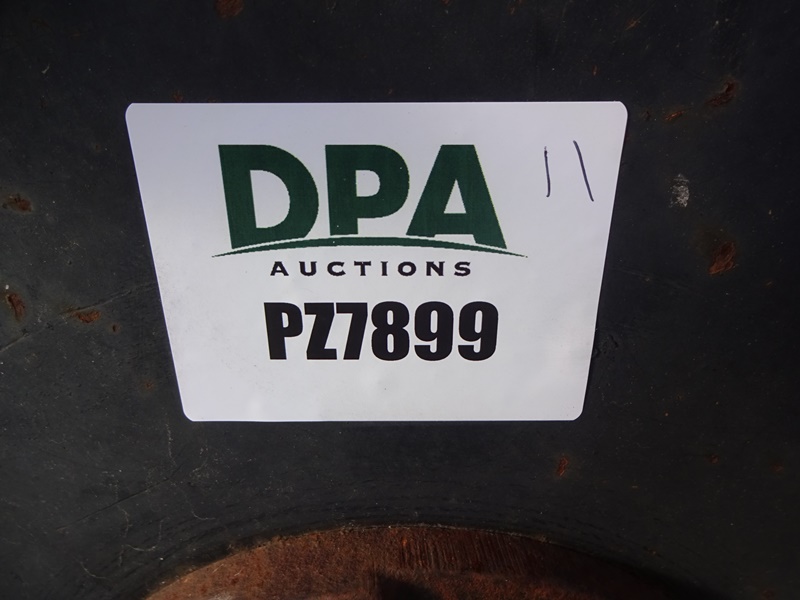 DPA
11
AUCTIONS
PZ7899